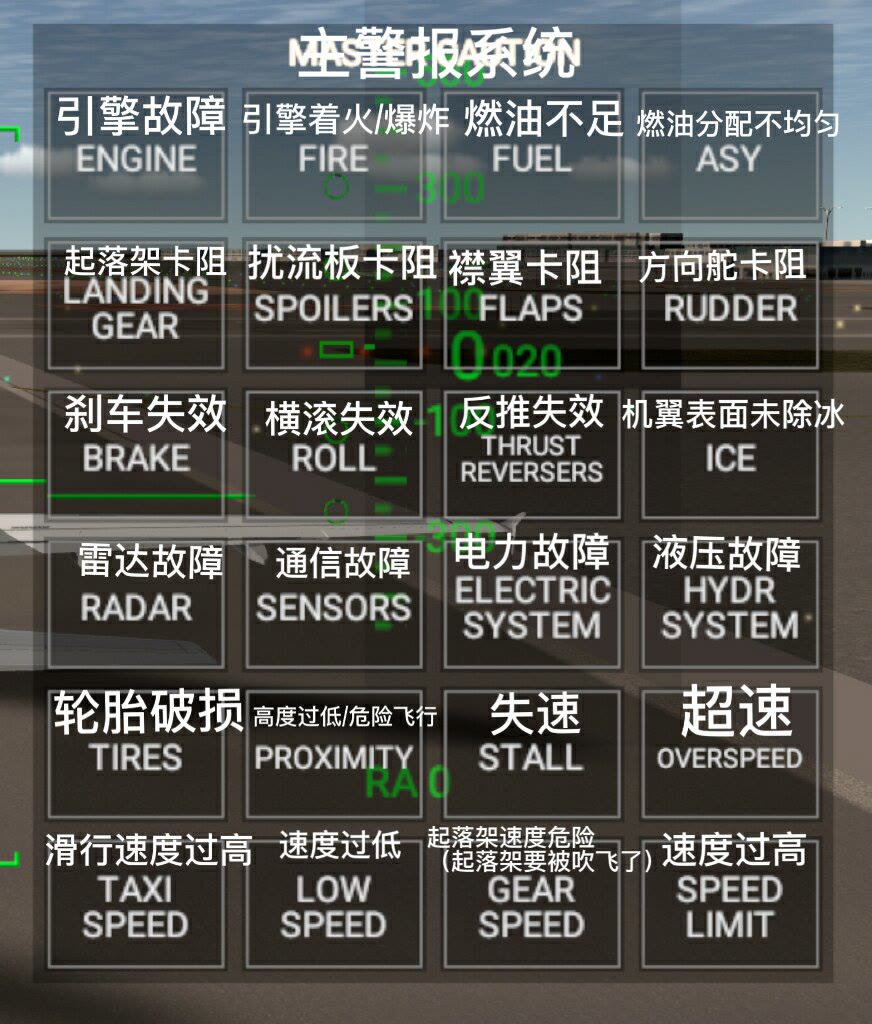 主警报系统
MASTER CAUTION
引擎故障
ENGINE
引擎着火/爆炸
FIRE
燃油不足
FUEL
燃油分配不均匀
ASY
300
起落架卡阻
LANDING
GEAR
扰流板卡阻
SPOILERS
襟翼卡阻
FLAPS
方向舵卡阻
RUDDER
100
0 020
刹车失效
BRAKE
横滚失效
ROLL
反推失效
THRUST
REVERSERS
机翼表面未除冰
ICE
-100
雷达故障
RADAR
通信故障
SENSORS
电力故障
ELECTRIC
SYSTEM
液压故障
HYDR
SYSTEM
-300
轮胎破损
TIRES
高度过低/危险飞行
PROXIMITY
失速
STALL
超速
OVERSPEED
RA 0
滑行速度过高
TAXI
SPEED
速度过低
LOW
SPEED
起落架速度危险
(起落架要被吹飞了)
GEAR
SPEED
速度过高
SPEED
LIMIT